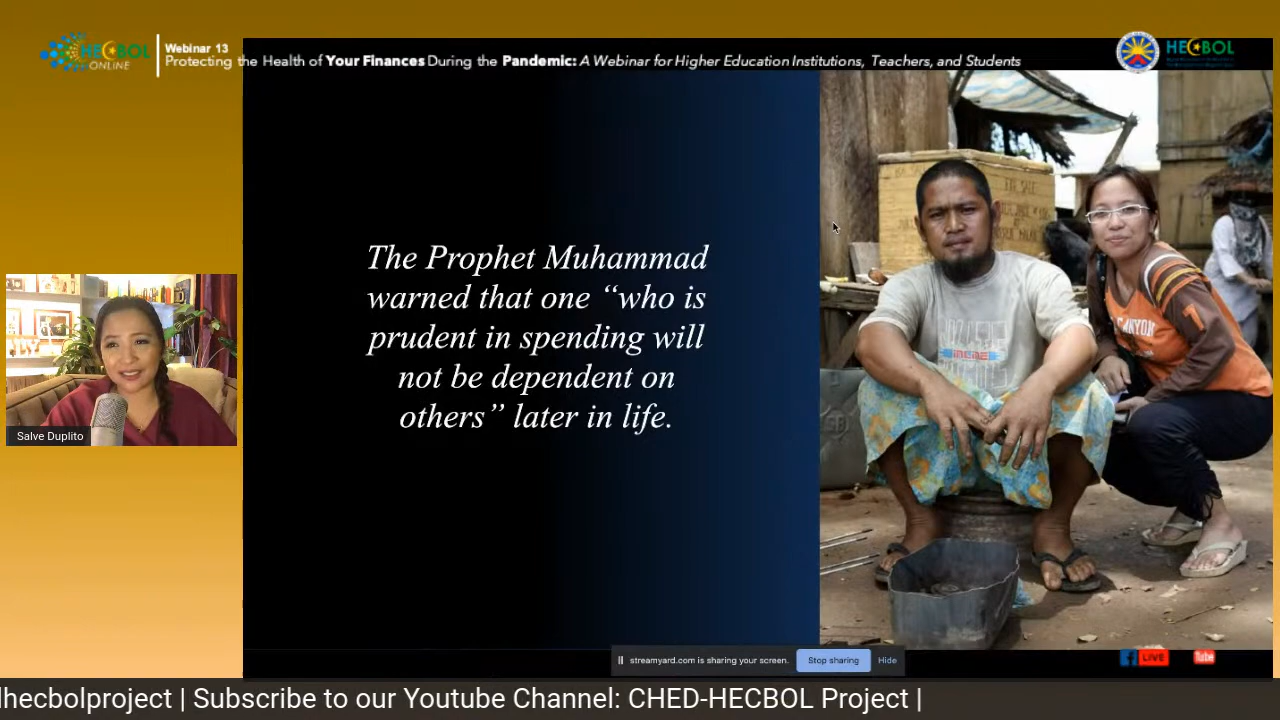 HECBOL
ONLINE
Webinar 13
Protecting the Health of Your Finances During the Pandemic: A Webinar for Higher Education Institutions, Teachers, and Students
HECBOL
The Prophet Muhammad
warned that one “who is
prudent in spending will
not be dependent on
others” later in life.
Salve Duplito
streamyard.com is sharing your screen.
Stop sharing
Hide
LIVE
Tube
lhecbolproject | Subscribe to our Youtube Channel: CHED-HECBOL Project |